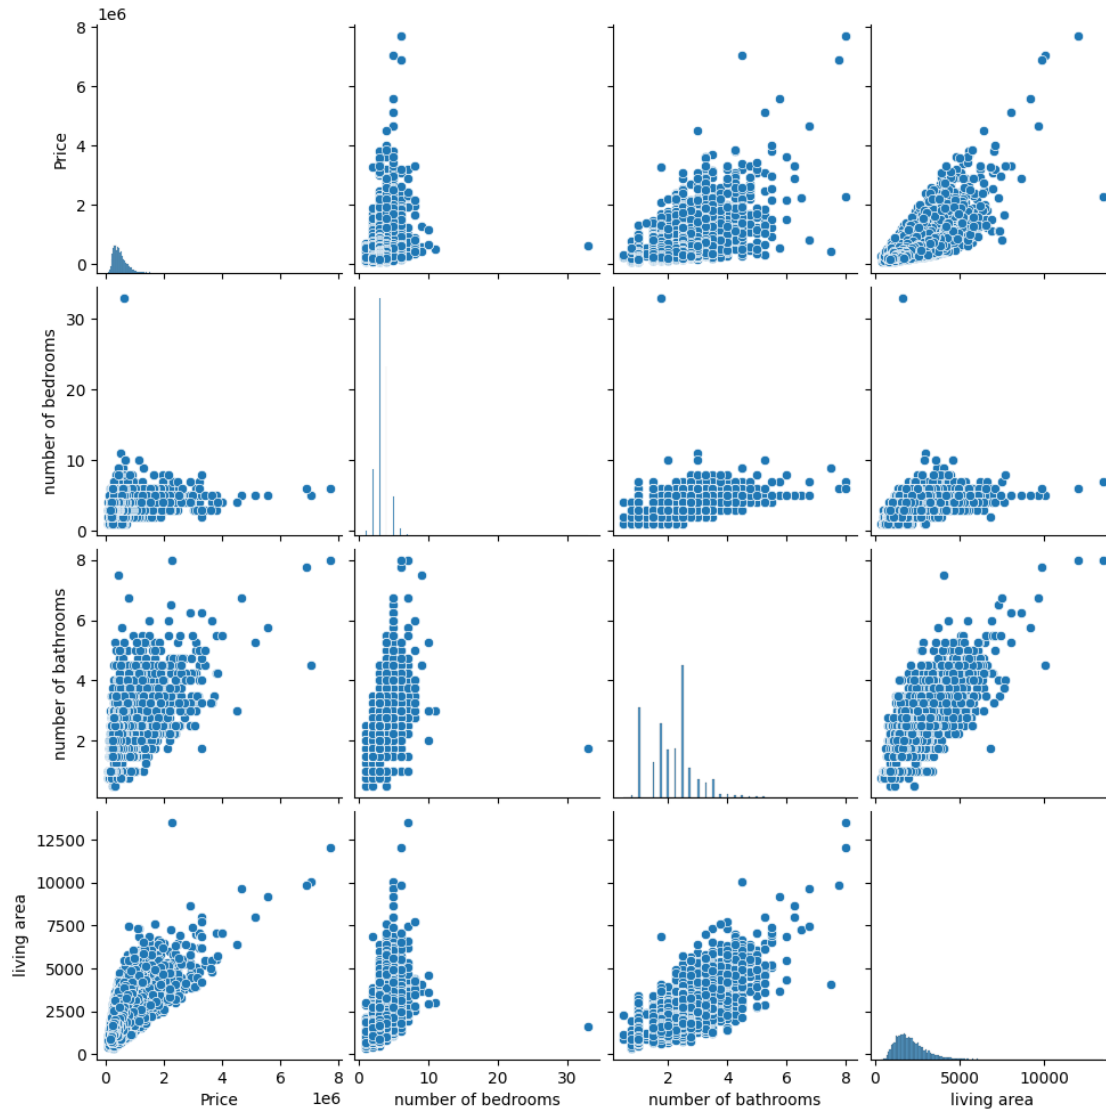 1e6
8
6
4
2
0
Price
30
20
10
0
number of bedrooms
8
6
4
2
number of bathrooms
12500
10000
7500
5000
2500
0
living area
0 2 4 6 8 0 10 20 30 2 4 6 8 0 5000 10000
Price 1e6 number of bedrooms number of bathrooms living area